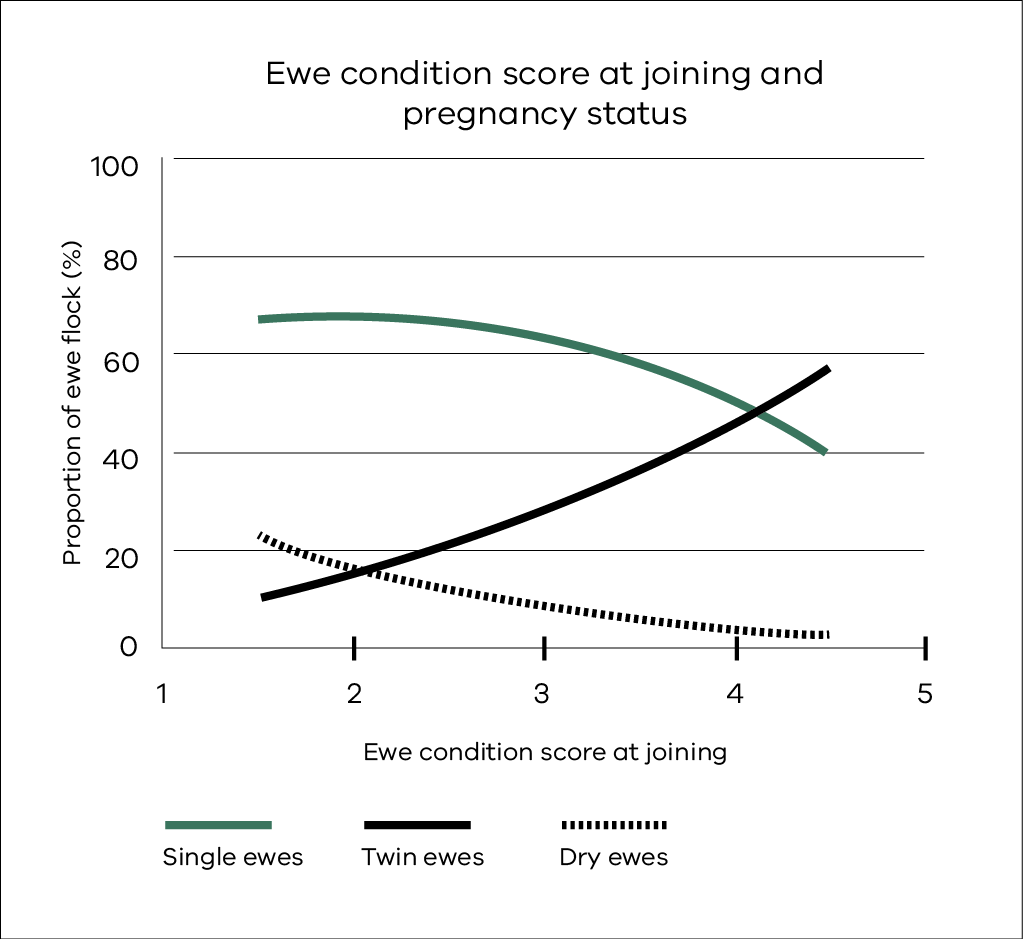 Ewe condition score at joining and
pregnancy status
Proportion of ewe flock (%)
100
80
60
40
20
0
1 2 3 4 5
Ewe condition score at joining
Single ewes Twin ewes Dry ewes